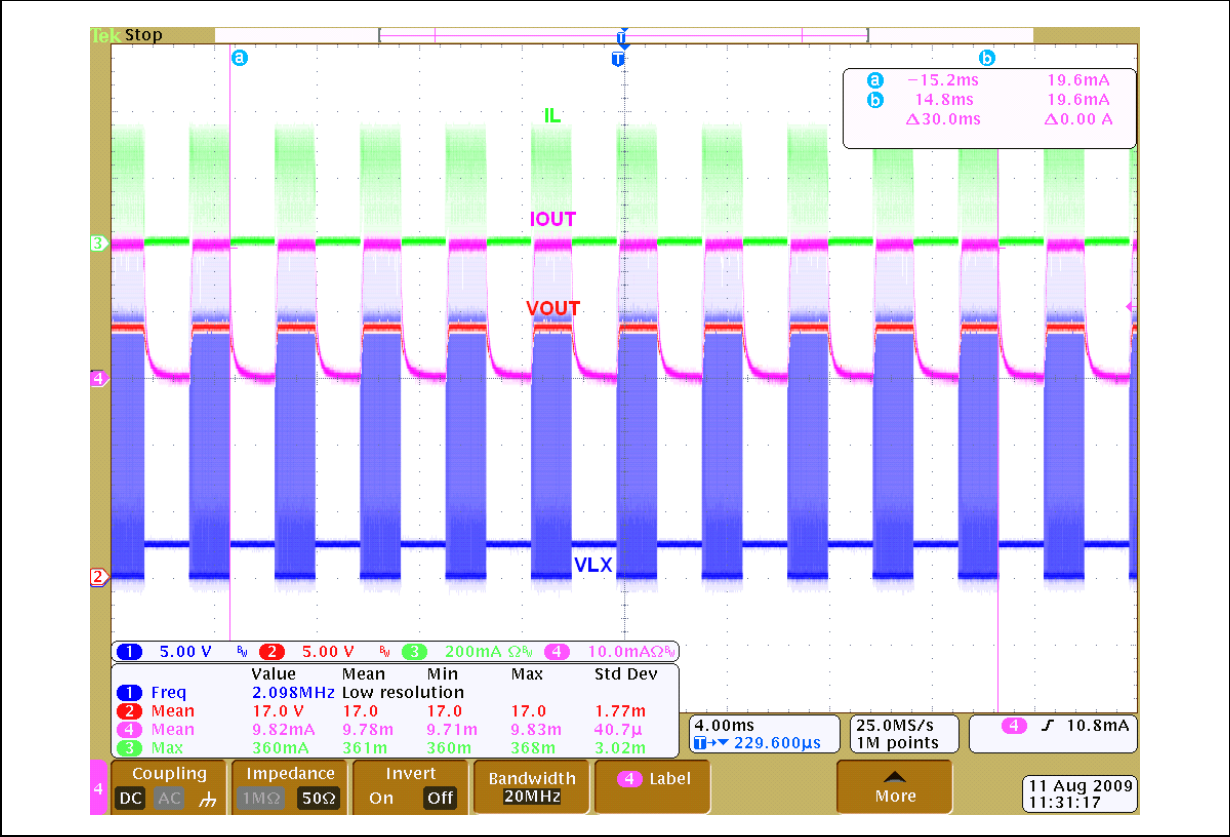 Tek Stop
T
a T b
a −15.2ms 19.6mA
b 14.8ms 19.6mA
Δ30.0ms Δ0.00 A
IL
IOUT
3
VOUT
4
VLX
2
1 5.00 V BW 2 5.00 V BW 3 200mA ΩBW 4 10.0mAΩBW
Value Mean Min Max Std Dev
1 Freq 2.098MHz Low resolution
2 Mean 17.0 V 17.0 17.0 17.0 1.77m
4 Mean 9.82mA 9.78m 9.71m 9.83m 40.7µ
3 Max 360mA 361m 360m 368m 3.02m
4.00ms
T→▼ 229.600µs
25.0MS/s
1M points
4 ƒ 10.8mA
4
Coupling
DC AC
Impedance
1MΩ 50Ω
Invert
On Off
Bandwidth
20MHz
4 Label
More
11 Aug 2009
11:31:17